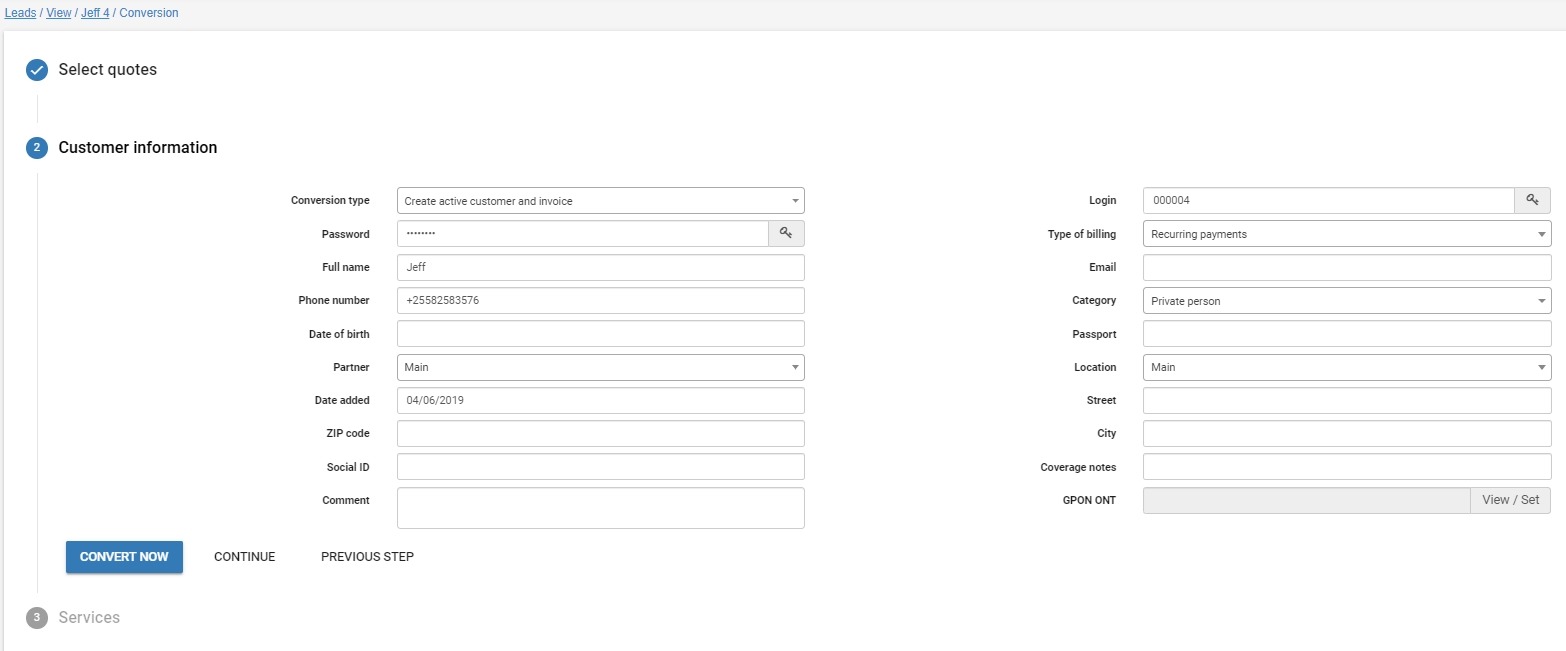 Leads / View / Jeff 4 / Conversion
Select quotes
2 Customer information
Conversion type Create active customer and invoice Login 000004
Password •••••••• Type of billing Recurring payments
Full name Jeff Email
Phone number +25582583576 Category Private person
Date of birth Passport
Partner Main Location Main
Date added 04/06/2019 Street
ZIP code City
Social ID Coverage notes
Comment GPON ONT View / Set
CONVERT NOW CONTINUE PREVIOUS STEP
3 Services